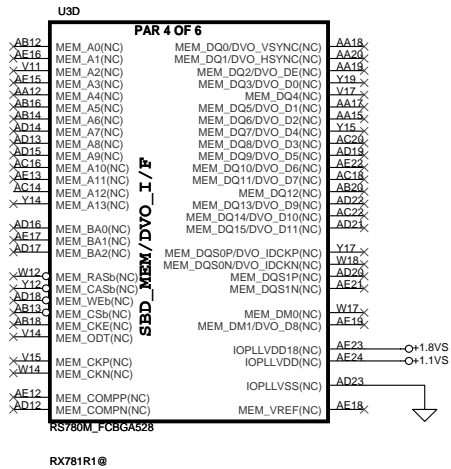 U3D
PAR 4 OF 6
AB12 MEM_A0(NC) MEM_DQ0/DVO_VSYNC(NC) AA18
AE16 MEM_A1(NC) MEM_DQ1/DVO_HSYNC(NC) AA20
V11 MEM_A2(NC) MEM_DQ2/DVO_DE(NC) AA19
AE15 MEM_A3(NC) MEM_DQ3/DVO_D0(NC) Y19
AA12 MEM_A4(NC) MEM_DQ4(NC) V17
AB16 MEM_A5(NC) MEM_DQ5/DVO_D1(NC) AA17
AB14 MEM_A6(NC) MEM_DQ6/DVO_D2(NC) AA15
AD14 MEM_A7(NC) MEM_DQ7/DVO_D4(NC) Y15
AD13 MEM_A8(NC) MEM_DQ8/DVO_D3(NC) AC20
AD15 MEM_A9(NC) MEM_DQ9/DVO_D5(NC) AD19
AC16 MEM_A10(NC) MEM_DQ10/DVO_D6(NC) AE22
AE13 MEM_A11(NC) MEM_DQ11/DVO_D7(NC) AC18
AC14 MEM_A12(NC) MEM_DQ12(NC) AB20
Y14 MEM_A13(NC) MEM_DQ13/DVO_D9(NC) AD22
MEM_DQ14/DVO_D10(NC) AC22
AD16 MEM_BA0(NC) MEM_DQ15/DVO_D11(NC) AD21
AE17 MEM_BA1(NC)
AD17 MEM_BA2(NC) MEM_DQS0P/DVO_IDCKP(NC) Y17
MEM_DQS0N/DVO_IDCKN(NC) W18
W12 MEM_RASb(NC) MEM_DQS1P(NC) AD20
Y12 MEM_CASb(NC) MEM_DQS1N(NC) AE21
AD18 MEM_WEb(NC)
AB13 MEM_CSb(NC) MEM_DM0(NC) W17
AB18 MEM_CKE(NC) MEM_DM1/DVO_D8(NC) AE19
V14 MEM_ODT(NC)
IOPLLVDD18(NC) AE23 +1.8VS
V15 MEM_CKP(NC) IOPLLVDD(NC) AE24 +1.1VS
W14 MEM_CKN(NC)
IOPLLVSS(NC) AD23
AE12 MEM_COMPP(NC)
AD12 MEM_COMPN(NC) MEM_VREF(NC) AE18
SBD_MEM/DVO_I/F
RS780M_FCBGA528
RX781R1@